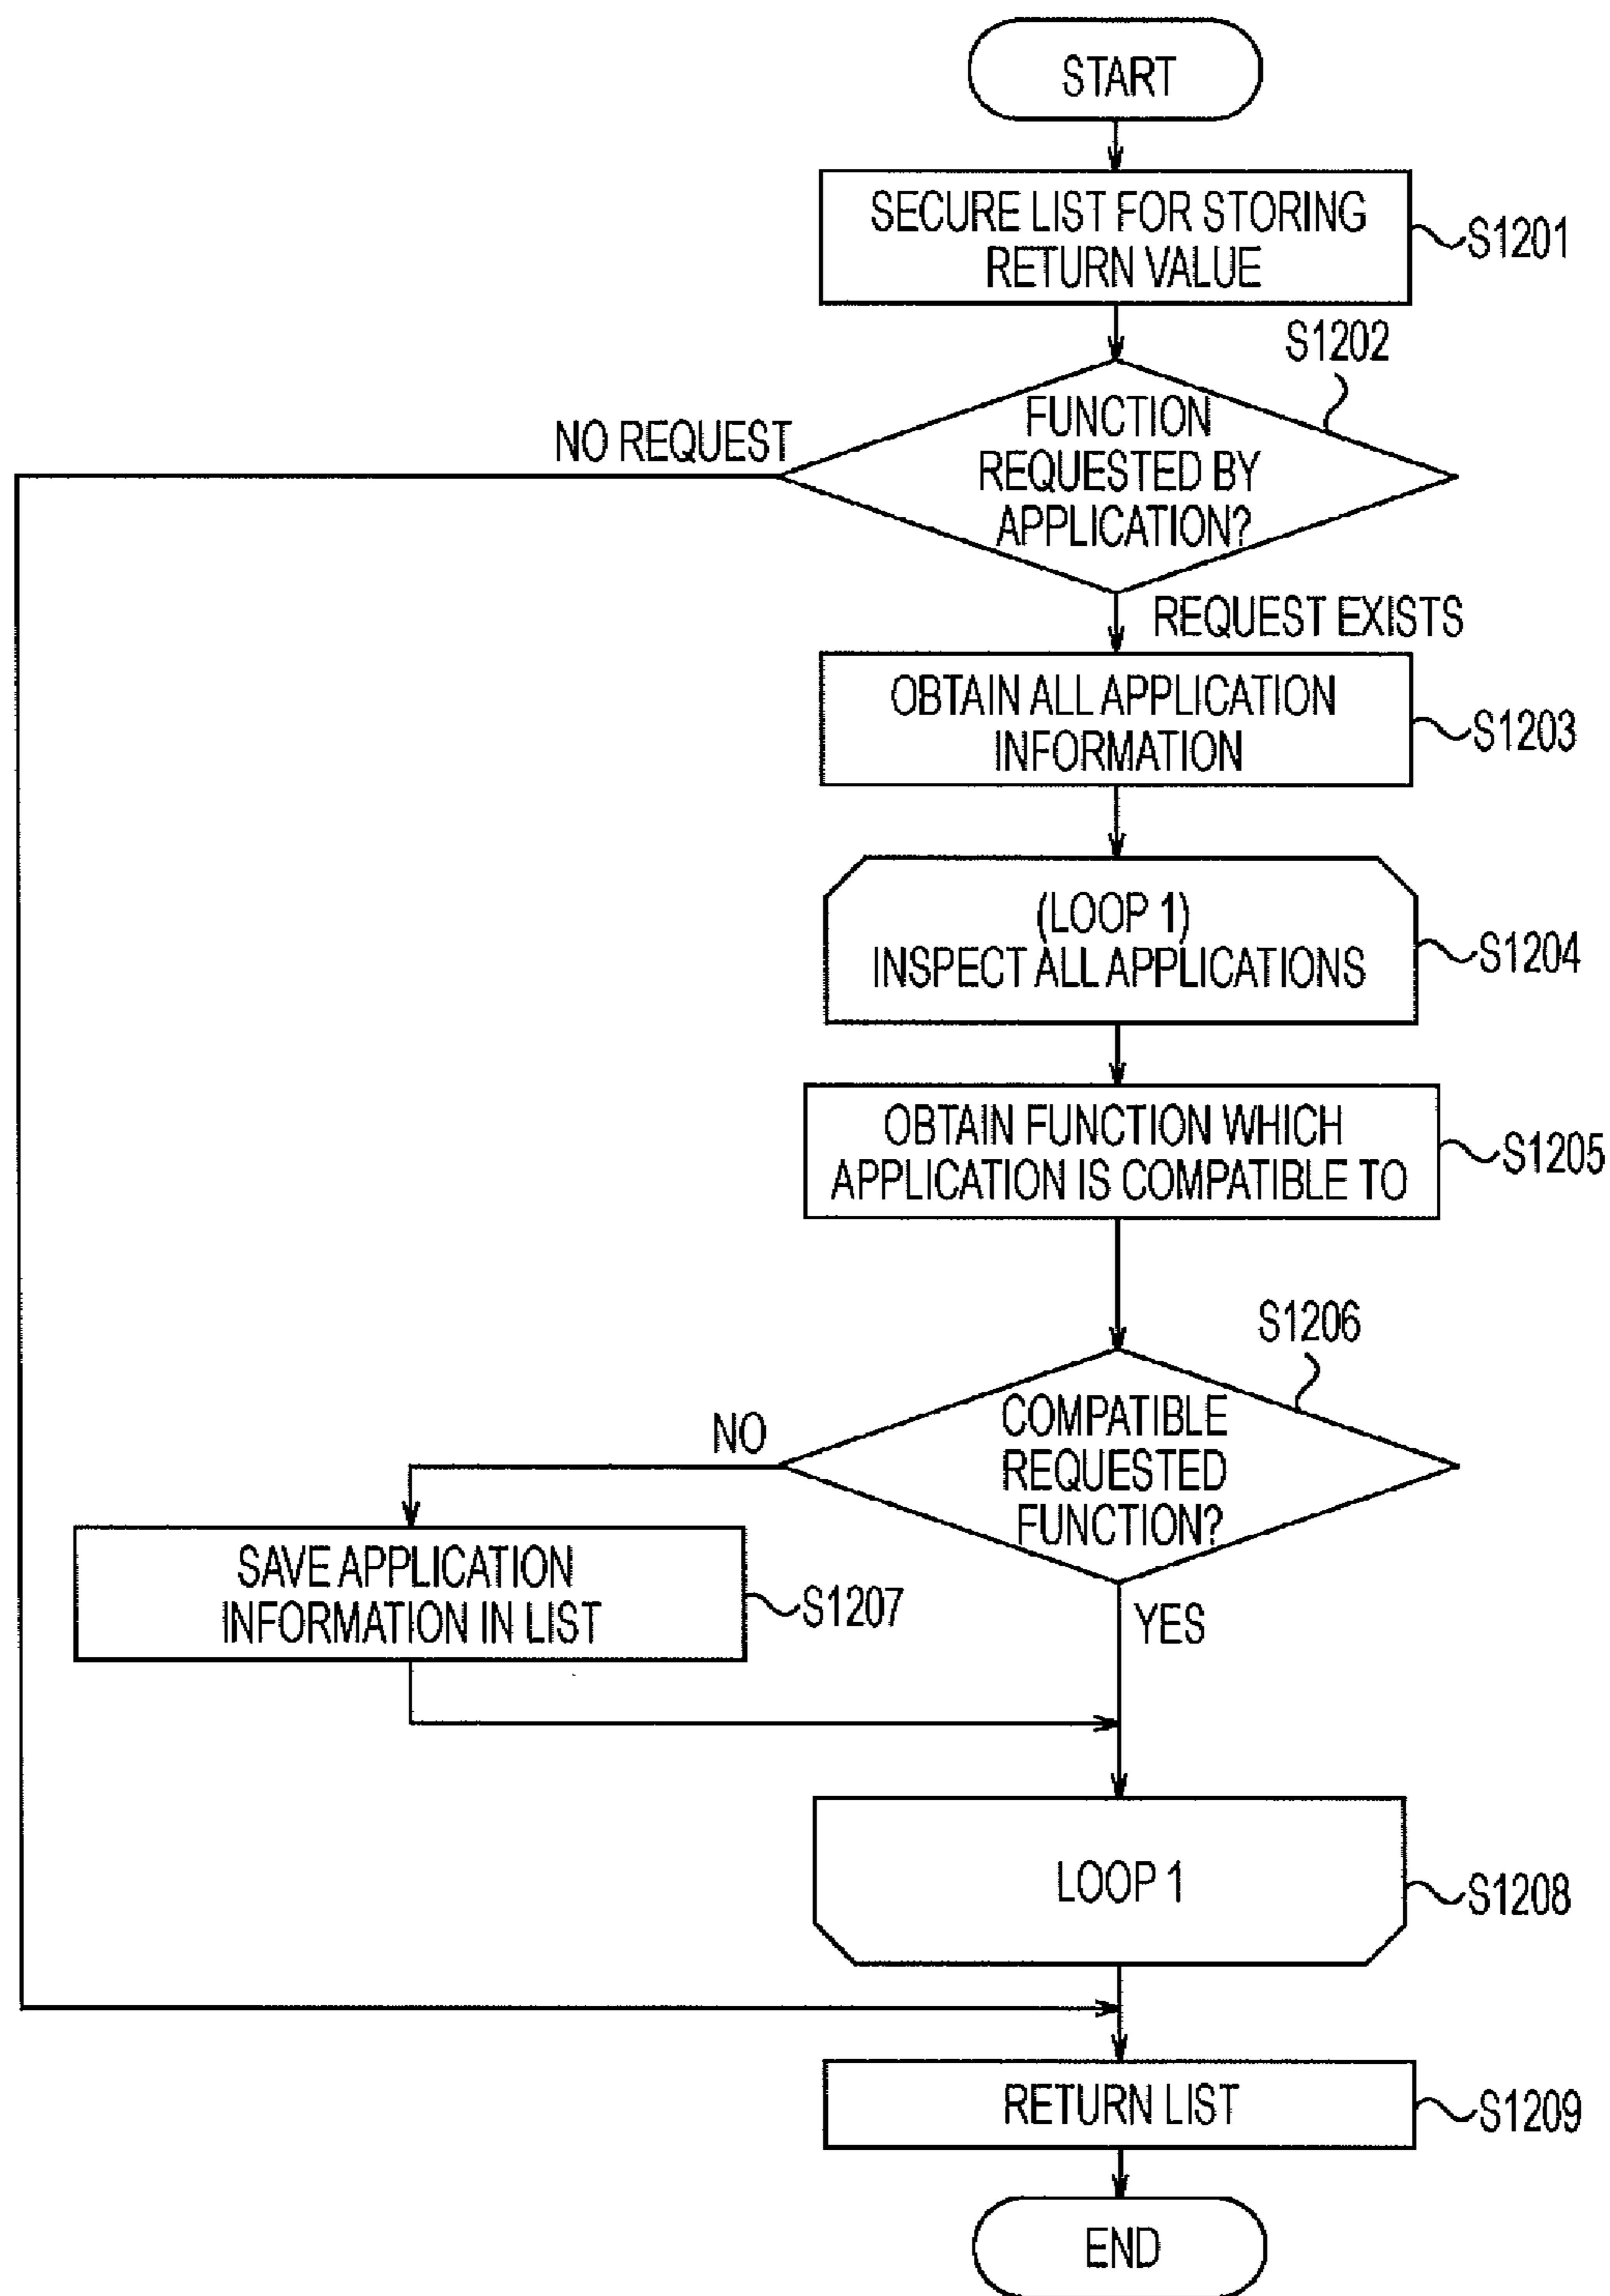 START
SECURE LIST FOR STORING
RETURN VALUE
S1201
S1202
FUNCTION
REQUESTED BY
APPLICATION?
NO REQUEST
REQUEST EXISTS
OBTAIN ALL APPLICATION
INFORMATION
S1203
(LOOP 1)
INSPECT ALL APPLICATIONS
S1204
OBTAIN FUNCTION WHICH
APPLICATION IS COMPATIBLE TO
S1205
S1206
COMPATIBLE
REQUESTED
FUNCTION?
NO
SAVE APPLICATION
INFORMATION IN LIST
S1207
YES
LOOP 1
S1208
RETURN LIST
S1209
END